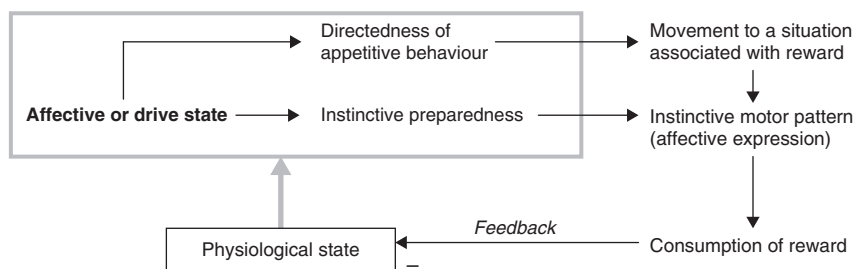 Directedness of
appetitive behaviour
Movement to a situation
associated with reward
Affective or drive state
Instinctive preparedness
Instinctive motor pattern
(affective expression)
Feedback
Physiological state
–
Consumption of reward